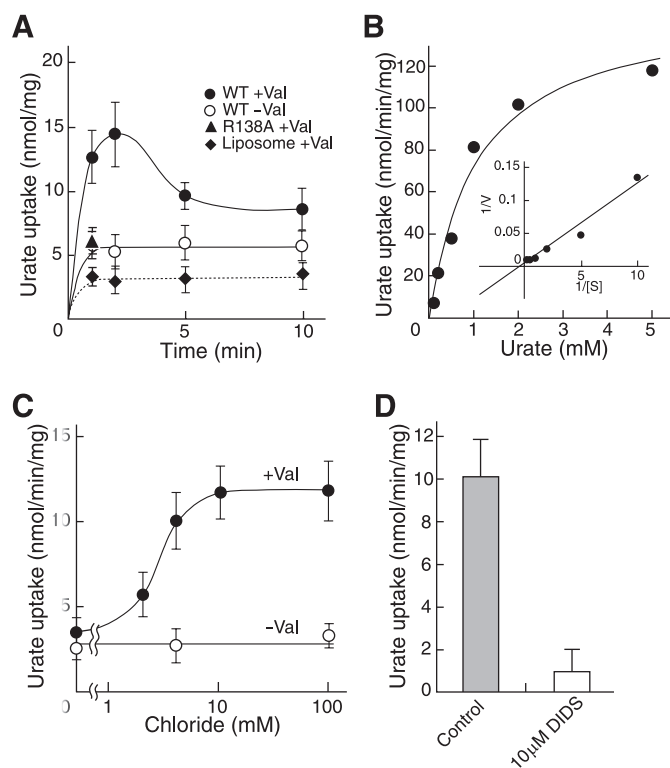 A
Urate uptake (nmol/mg)
20
15
10
5
0
0
5
10
Time (min)
WT +Val
WT –Val
R138A +Val
Liposome +Val
B
Urate uptake (nmol/min/mg)
120
100
80
60
40
20
0
0
1
2
3
4
5
Urate (mM)
1/V
0.15
0.1
0.05
0
0
5
10
1/[S]
C
Urate uptake (nmol/min/mg)
15
10
5
0
1
10
100
Chloride (mM)
+Val
–Val
D
Urate uptake (nmol/min/mg)
12
10
8
6
4
2
0
Control
10μM DIDS